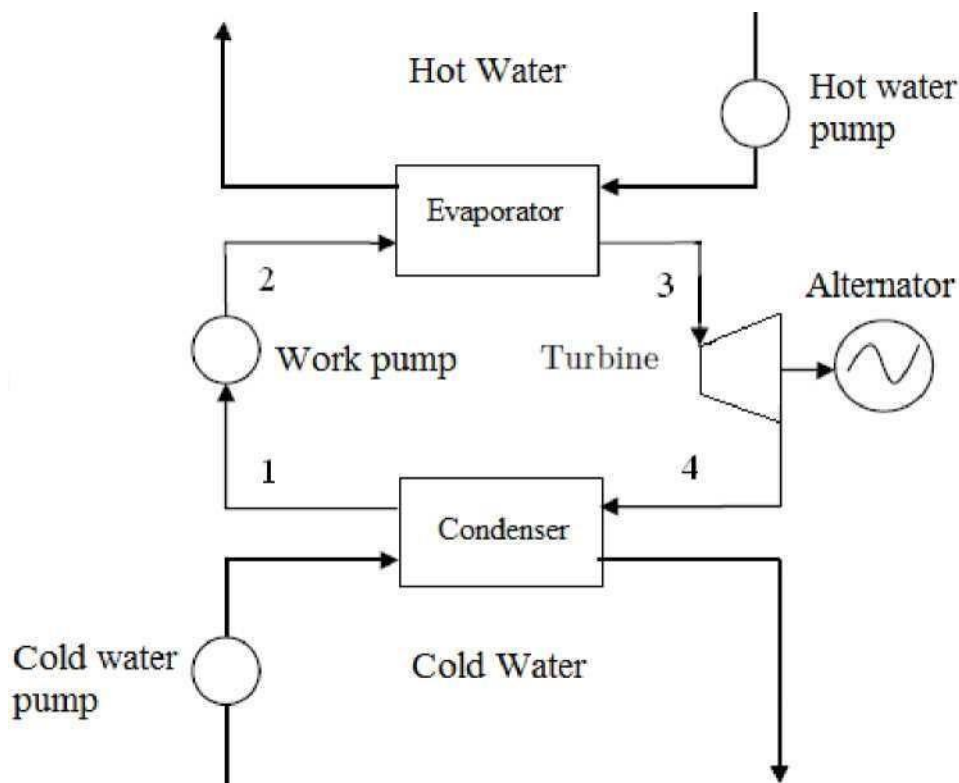 Hot Water
Hot water
pump
Evaporator
2
3
Alternator
Work pump
Turbine
1
4
Condenser
Cold water
pump
Cold Water